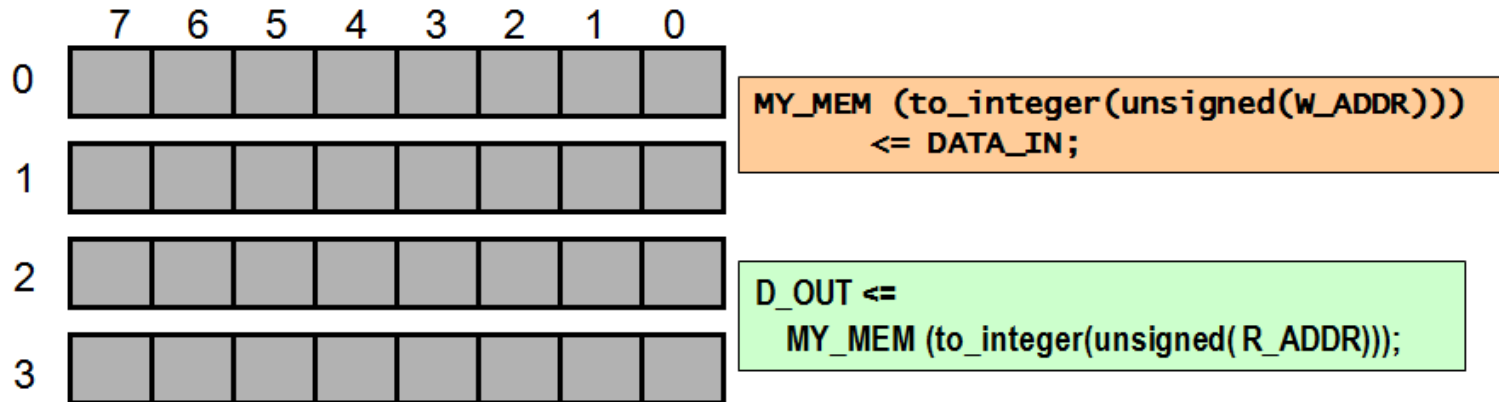 7 6 5 4 3 2 1 0
0
MY_MEM (to_integer(unsigned(W_ADDR)))
<= DATA_IN;
1
2
D_OUT <=
MY_MEM (to_integer(unsigned( R_ADDR)));
3